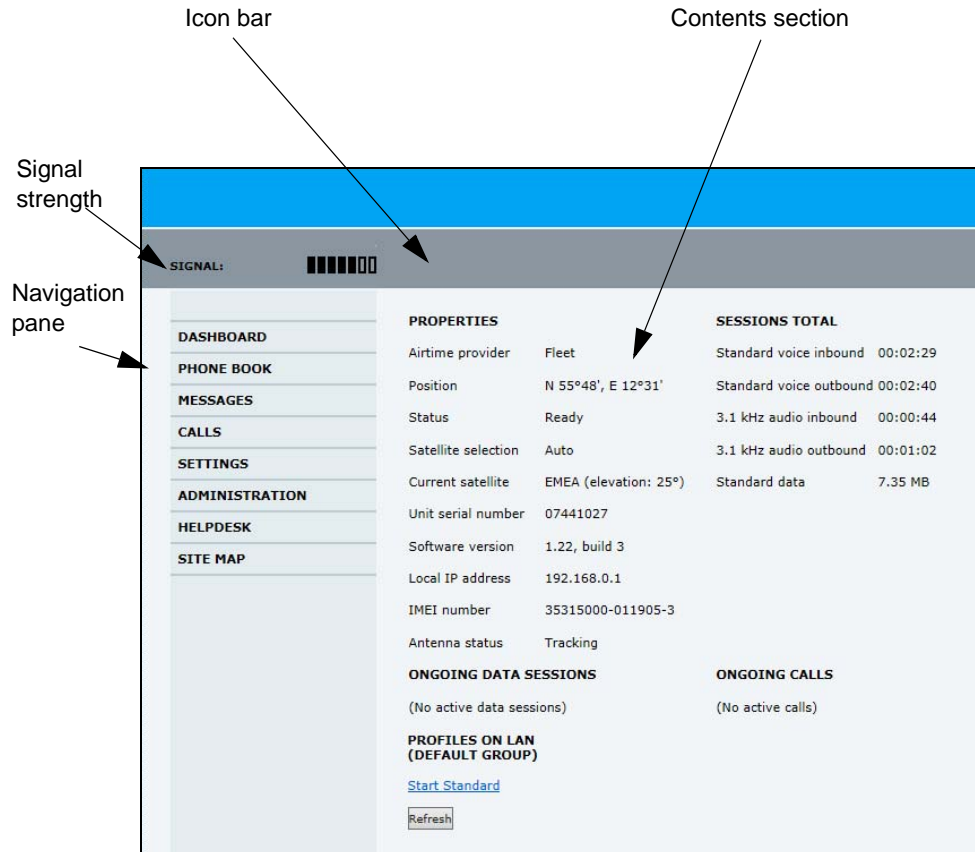 Icon bar
Contents section
Signal
strength
Navigation
pane
SIGNAL:
DASHBOARD
PHONE BOOK
MESSAGES
CALLS
SETTINGS
ADMINISTRATION
HELPDESK
SITE MAP
PROPERTIES
Airtime provider Fleet
Position N 55°48', E 12°31'
Status Ready
Satellite selection Auto
Current satellite EMEA (elevation: 25°)
Unit serial number 07441027
Software version 1.22, build 3
Local IP address 192.168.0.1
IMEI number 35315000-011905-3
Antenna status Tracking
SESSIONS TOTAL
Standard voice inbound 00:02:29
Standard voice outbound 00:02:40
3.1 kHz audio inbound 00:00:44
3.1 kHz audio outbound 00:01:02
Standard data 7.35 MB
ONGOING DATA SESSIONS
(No active data sessions)
ONGOING CALLS
(No active calls)
PROFILES ON LAN
(DEFAULT GROUP)
Start Standard
Refresh